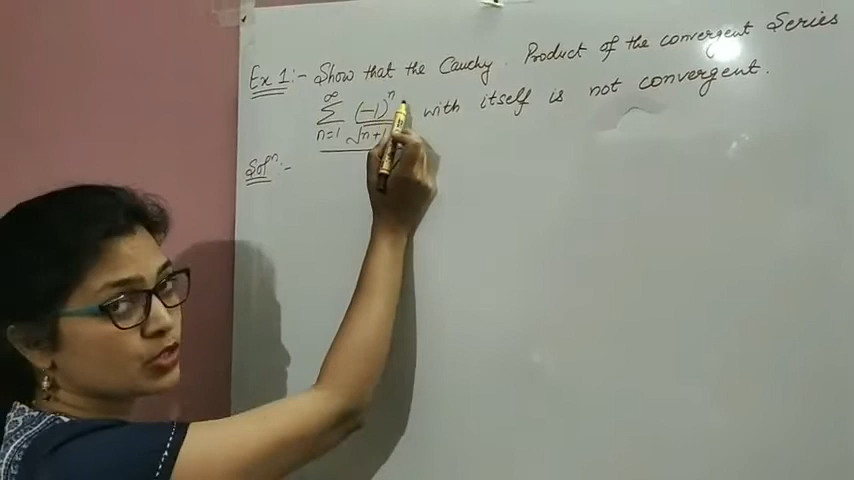 Ex 1:- Show that the Cauchy Product of the convergent Series
∞ ∑ n=1 (-1)^n / √n+1 with itself is not convergent.
Solⁿ:-